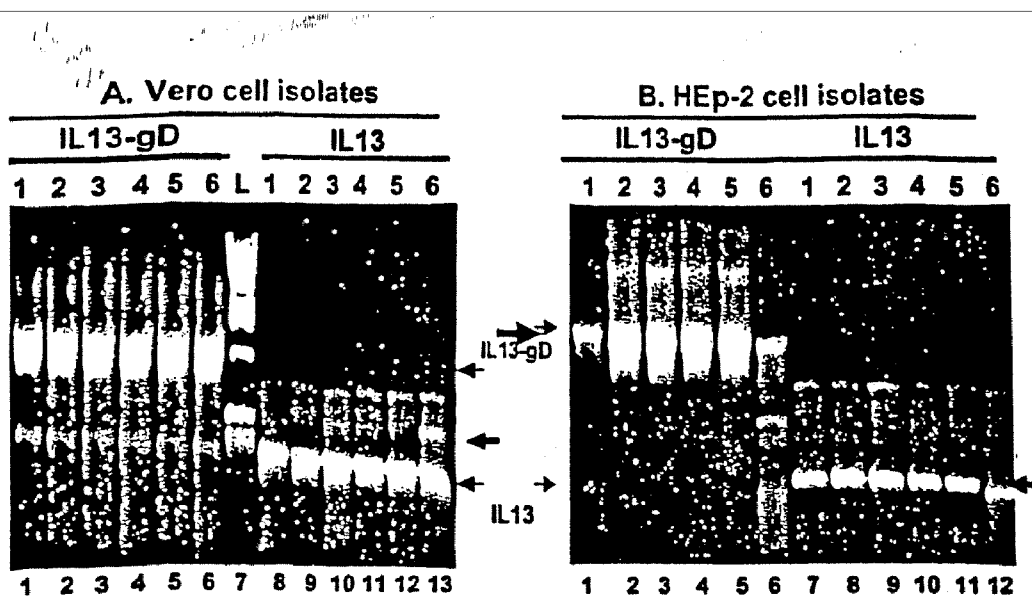 A. Vero cell isolates
IL13-gD IL13
1 2 3 4 5 6 L 1 2 3 4 5 6
1 2 3 4 5 6 7 8 9 10 11 12 13
IL13-gD
IL13
B. HEp-2 cell isolates
IL13-gD IL13
1 2 3 4 5 6 1 2 3 4 5 6
1 2 3 4 5 6 7 8 9 10 11 12